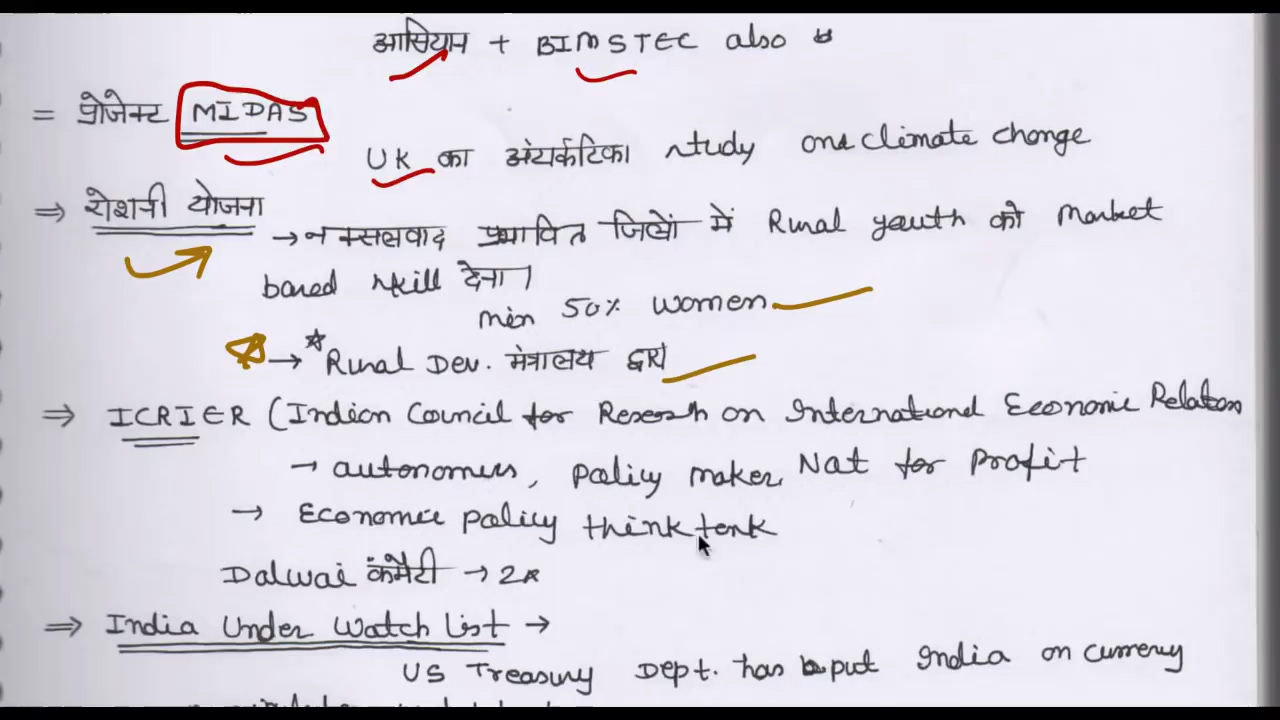 आसियान + BIMSTEC also
= प्रोजेक्ट MIDAS
UK का अंर्याकटिका study one climate change
⇒ रोशनी योजना
→ नक्सलवाद प्रभावित जिलों में Rural youth को Market
based skill देना।
min 50% women
→ * Rural Dev. मंत्रालय द्वारा
⇒ ICRIER (Indian Council for Research on International Economic Relation
→ autonomous, policy maker, Not for Profit
→ Economic policy think tank
Dalwai कमेटी → 2x
⇒ India Under Watch List →
US Treasury Dept. has put India on currency